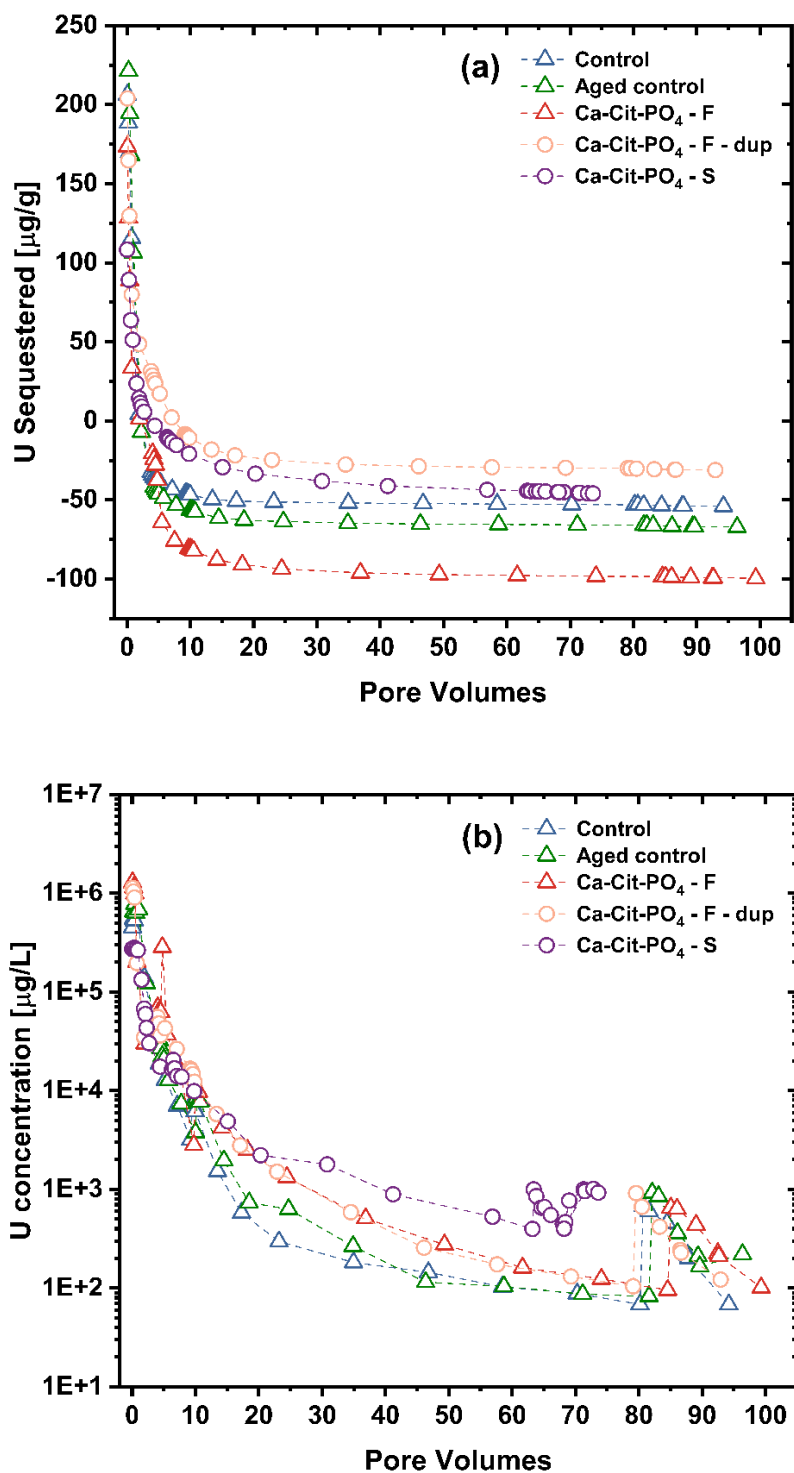 250
200
150
100
50
0
-50
-100
U Sequestered [µg/g]
(a)
Control
Aged control
Ca-Cit-PO₄ - F
Ca-Cit-PO₄ - F - dup
Ca-Cit-PO₄ - S
0 10 20 30 40 50 60 70 80 90 100
Pore Volumes
1E+7
1E+6
1E+5
1E+4
1E+3
1E+2
1E+1
U concentration [µg/L]
(b)
Control
Aged control
Ca-Cit-PO₄ - F
Ca-Cit-PO₄ - F - dup
Ca-Cit-PO₄ - S
0 10 20 30 40 50 60 70 80 90 100
Pore Volumes